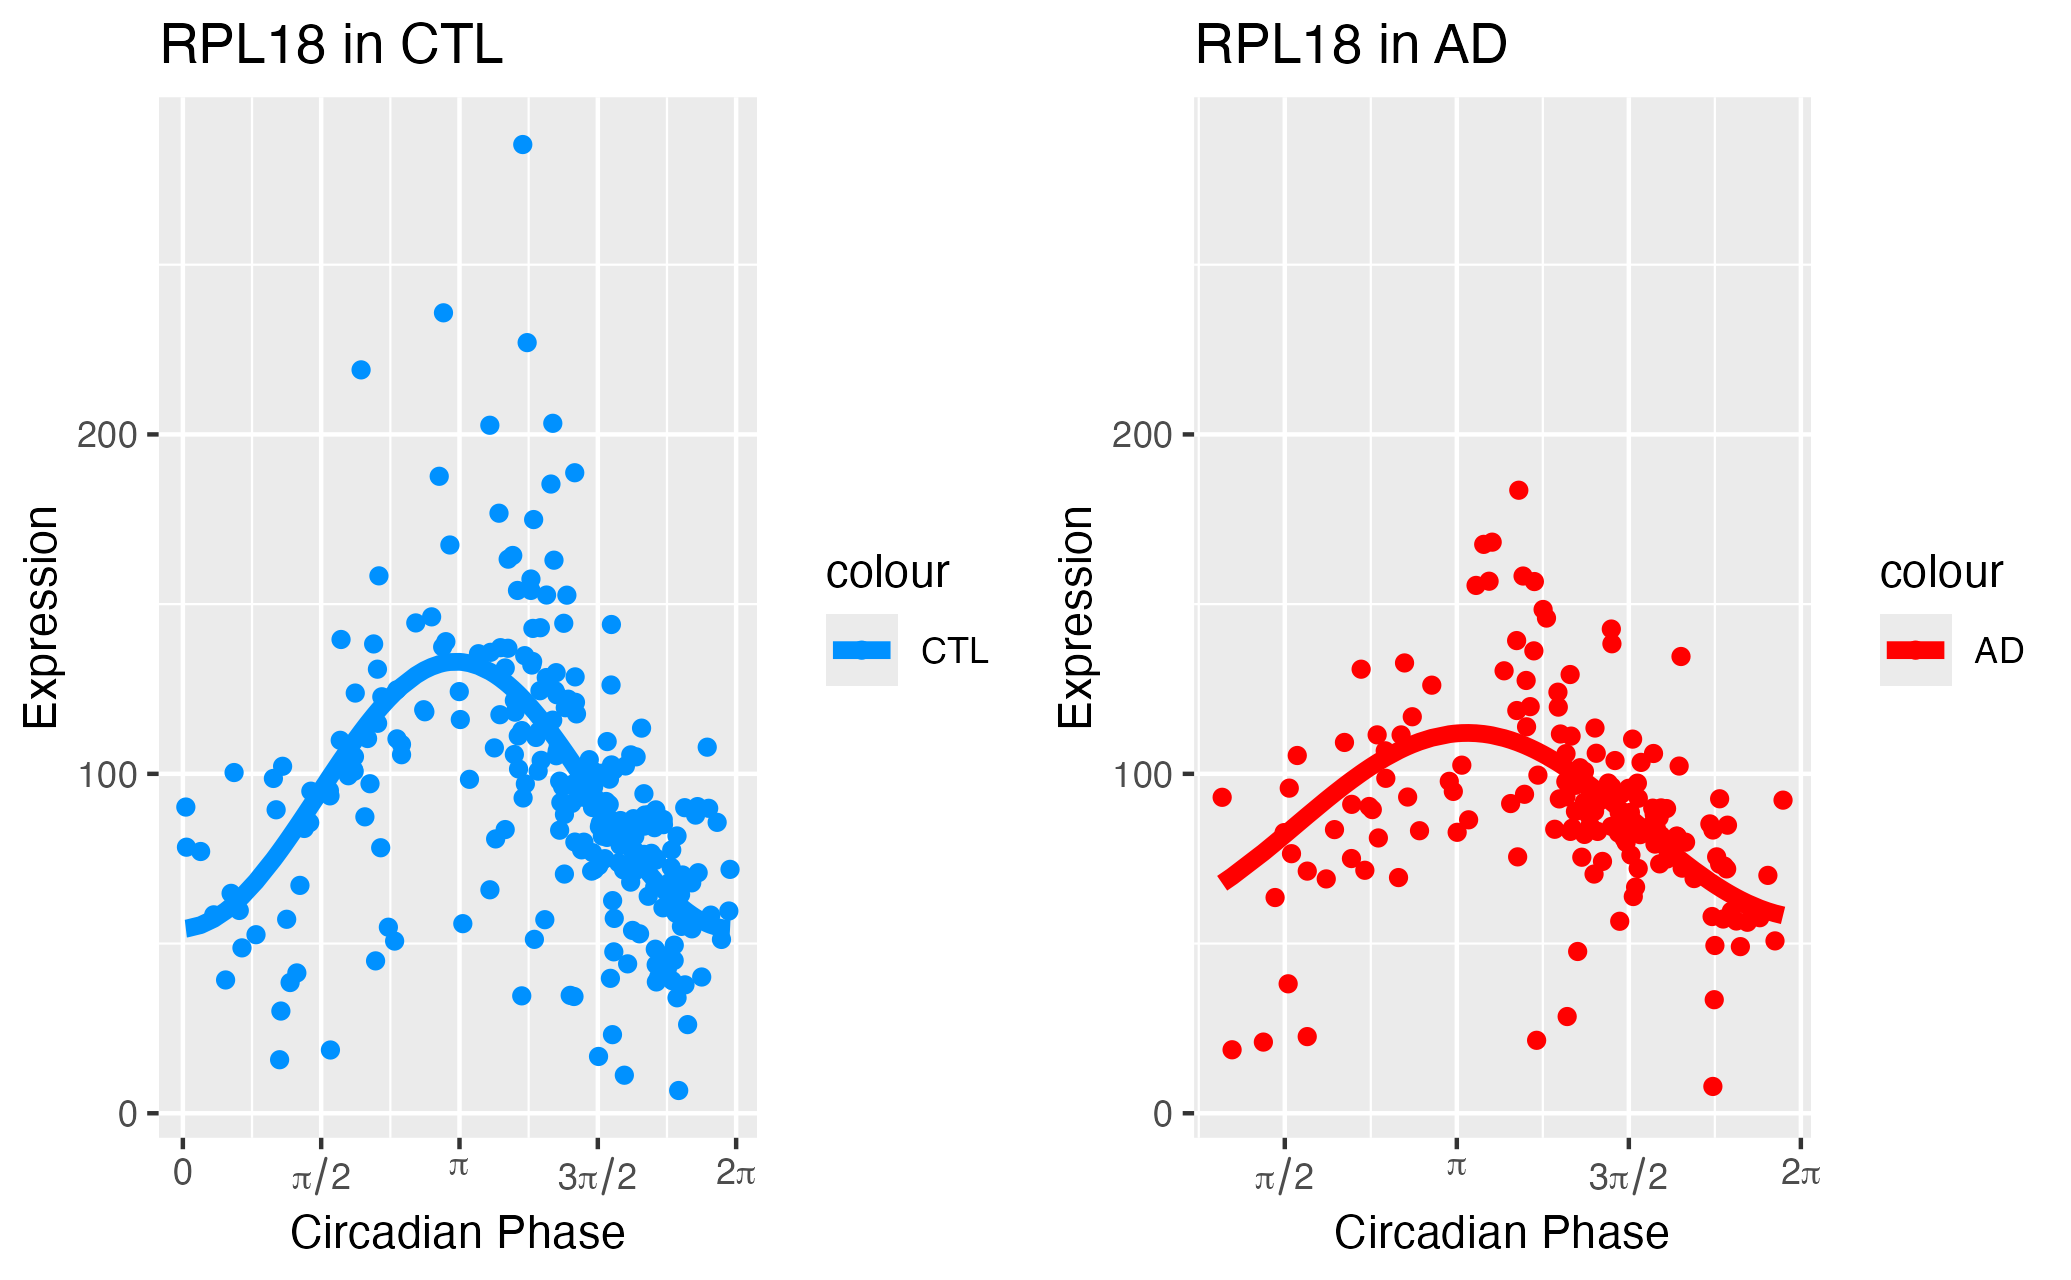 RPL18 in CTL
Expression
200
100
0
0 π/2 π 3π/2 2π
Circadian Phase
colour
CTL
RPL18 in AD
Expression
200
100
0
π/2 π 3π/2 2π
Circadian Phase
colour
AD